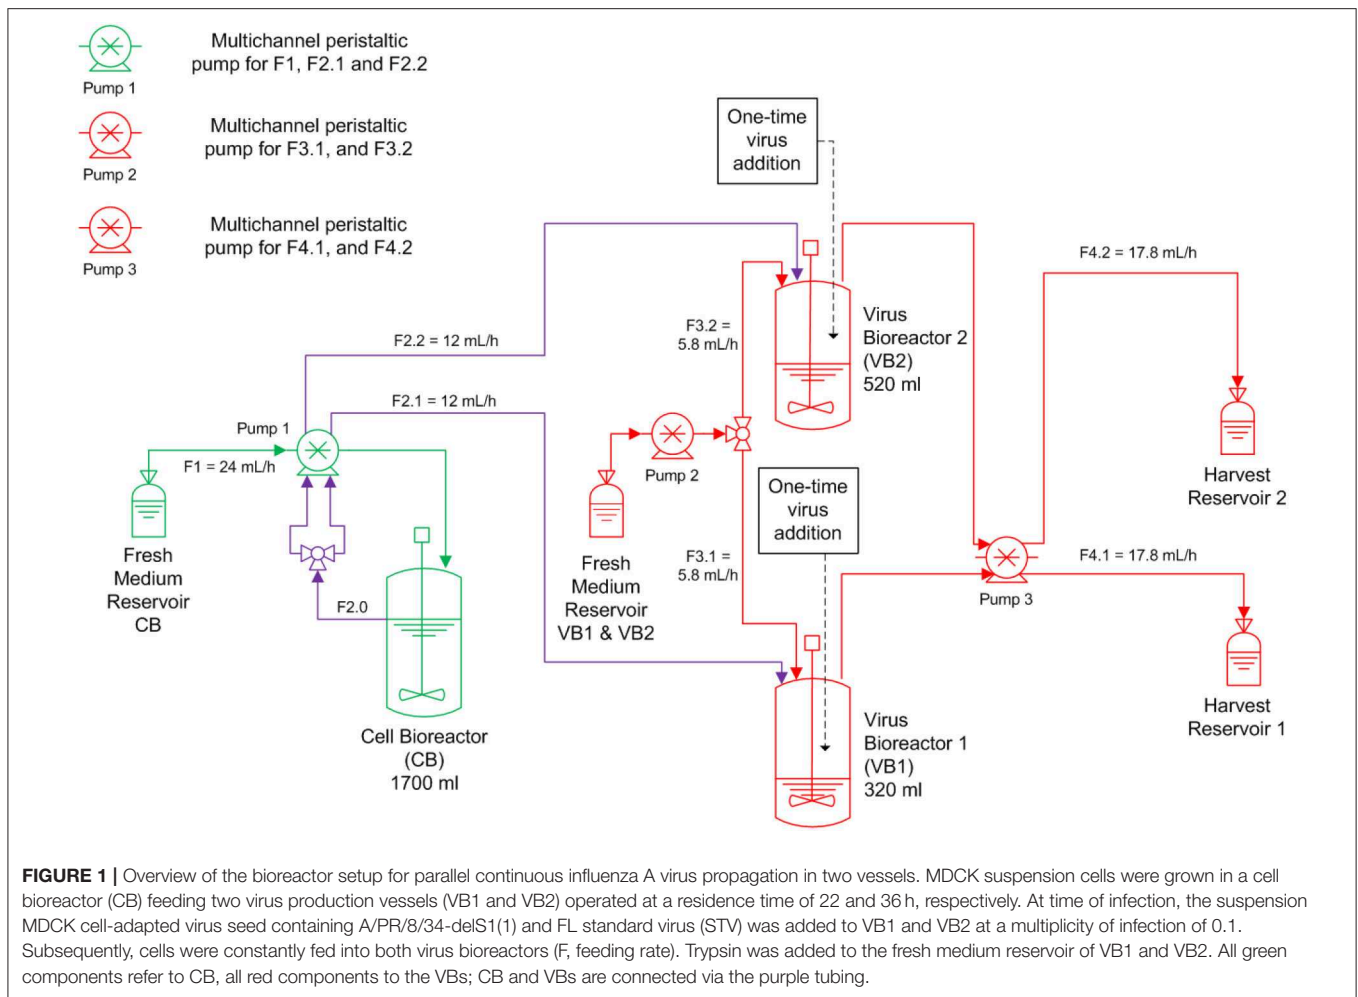 Multichannel peristaltic
pump for F1, F2.1 and F2.2
Pump 1
Multichannel peristaltic
pump for F3.1, and F3.2
Pump 2
Multichannel peristaltic
pump for F4.1, and F4.2
Pump 3
One-time
virus
addition
F4.2 = 17.8 mL/h
F2.2 = 12 mL/h
F3.2 =
5.8 mL/h
Virus
Bioreactor 2
(VB2)
520 ml
F2.1 = 12 mL/h
Pump 1
F1 = 24 mL/h
Pump 2
One-time
virus
addition
Harvest
Reservoir 2
Fresh
Medium
Reservoir
CB
F2.0
Fresh
Medium
Reservoir
VB1 & VB2
F3.1 =
5.8 mL/h
F4.1 = 17.8 mL/h
Pump 3
Cell Bioreactor
(CB)
1700 ml
Virus
Bioreactor 1
(VB1)
320 ml
Harvest
Reservoir 1
FIGURE 1 | Overview of the bioreactor setup for parallel continuous influenza A virus propagation in two vessels. MDCK suspension cells were grown in a cell
bioreactor (CB) feeding two virus production vessels (VB1 and VB2) operated at a residence time of 22 and 36 h, respectively. At time of infection, the suspension
MDCK cell-adapted virus seed containing A/PR/8/34-delS1(1) and FL standard virus (STV) was added to VB1 and VB2 at a multiplicity of infection of 0.1.
Subsequently, cells were constantly fed into both virus bioreactors (F, feeding rate). Trypsin was added to the fresh medium reservoir of VB1 and VB2. All green
components refer to CB, all red components to the VBs; CB and VBs are connected via the purple tubing.